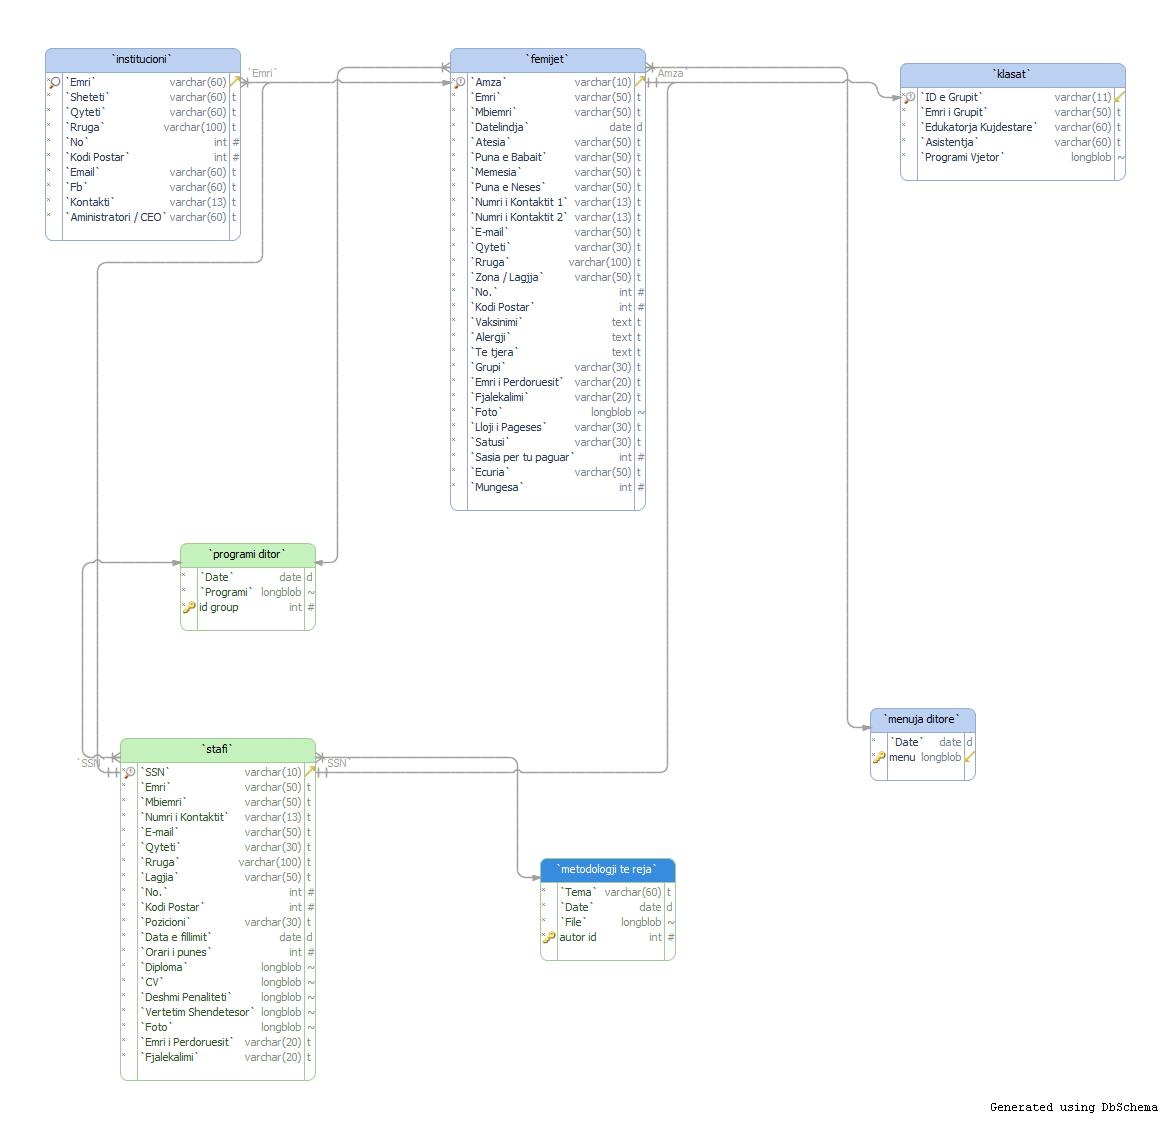 `institucioni`
`Emri` varchar(60) t
`Sheteti` varchar(60) t
`Qyteti` varchar(60) t
`Rruga` varchar(100) t
`No` int #
`Kodi Postar` int #
`Email` varchar(60) t
`Fb` varchar(60) t
`Kontakti` varchar(13) t
`Aministratori / CEO` varchar(60) t
`Emri`
`femijet`
`Amza` varchar(10)
`Emri` varchar(50) t
`Mbiemri` varchar(50) t
`Datelindja` date d
`Atesia` varchar(50) t
`Puna e Babait` varchar(50) t
`Memesia` varchar(50) t
`Puna e Neses` varchar(50) t
`Numri i Kontaktit 1` varchar(13) t
`Numri i Kontaktit 2` varchar(13) t
`E-mail` varchar(50) t
`Qyteti` varchar(30) t
`Rruga` varchar(100) t
`Zona / Lagjja` varchar(50) t
`No.` int #
`Kodi Postar` int #
`Vaksinimi` text t
`Alergji` text t
`Te tjera` text t
`Grupi` varchar(30) t
`Emri i Perdoruesit` varchar(20) t
`Fjalekalimi` varchar(20) t
`Foto` longblob ~
`Lloji i Pageses` varchar(30) t
`Satusi` varchar(30) t
`Sasia per tu paguar` int #
`Ecuria` varchar(50) t
`Mungesa` int #
`Amza`
`klasat`
`ID e Grupit` varchar(11)
`Emri i Grupit` varchar(50) t
`Edukatorja Kujdestare` varchar(60) t
`Asistentja` varchar(60) t
`Programi Vjetor` longblob ~
`programi ditor`
`Date` date d
`Programi` longblob ~
id group int #
`menuja ditore`
`Date` date d
menu longblob
`stafi`
`SSN`
`SSN` varchar(10)
`Emri` varchar(50) t
`Mbiemri` varchar(50) t
`Numri i Kontaktit` varchar(13) t
`E-mail` varchar(50) t
`Qyteti` varchar(30) t
`Rruga` varchar(100) t
`Lagjia` varchar(50) t
`No.` int #
`Kodi Postar` int #
`Pozicioni` varchar(30) t
`Data e fillimit` date d
`Orari i punes` int #
`Diploma` longblob ~
`CV` longblob ~
`Deshmi Penaliteti` longblob ~
`Vertetim Shendetesor` longblob ~
`Foto` longblob ~
`Emri i Perdoruesit` varchar(20) t
`Fjalekalimi` varchar(20) t
`SSN`
`metodologji te reja`
`Tema` varchar(60) t
`Date` date d
`File` longblob ~
autor id int #
Generated using DbSchema